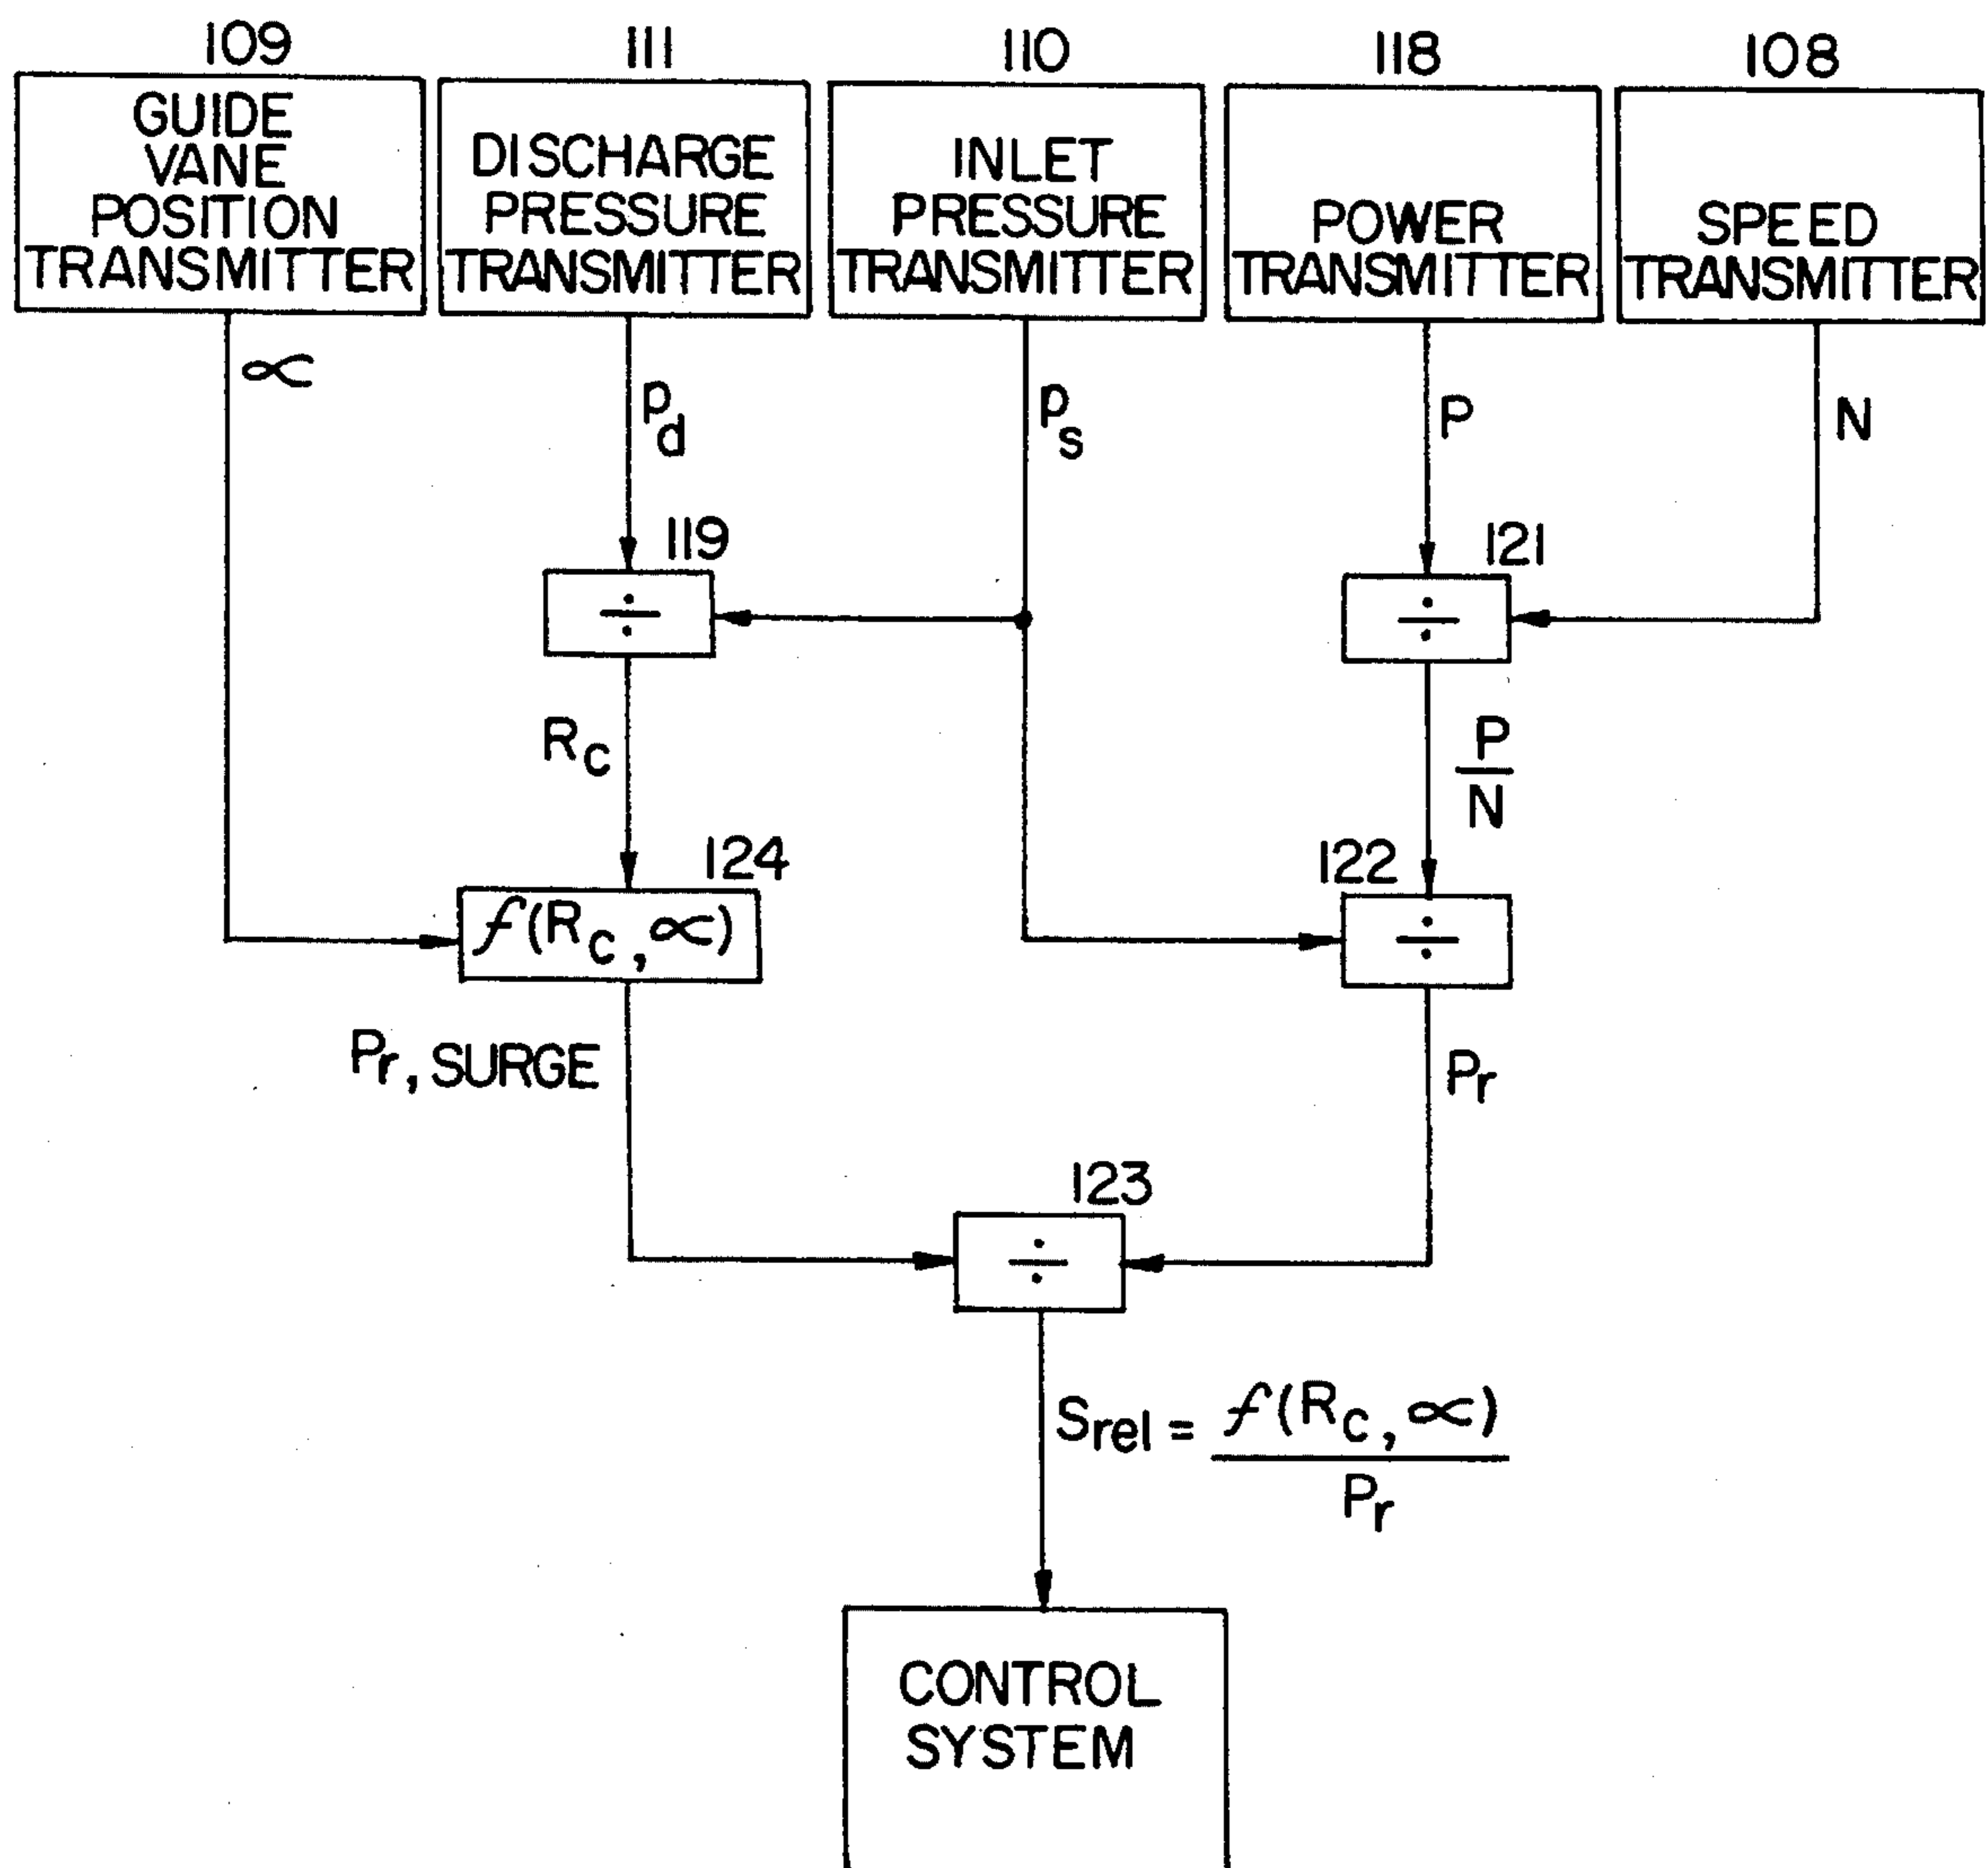 109
111
110
118
108
GUIDE
VANE
POSITION
TRANSMITTER
DISCHARGE
PRESSURE
TRANSMITTER
INLET
PRESSURE
TRANSMITTER
POWER
TRANSMITTER
SPEED
TRANSMITTER
∝
Pd
Ps
P
N
119
÷
121
÷
Rc
P
N
124
f(Rc,∝)
122
÷
Pr, SURGE
Pr
123
÷
Srel = f(Rc,∝)
Pr
CONTROL
SYSTEM